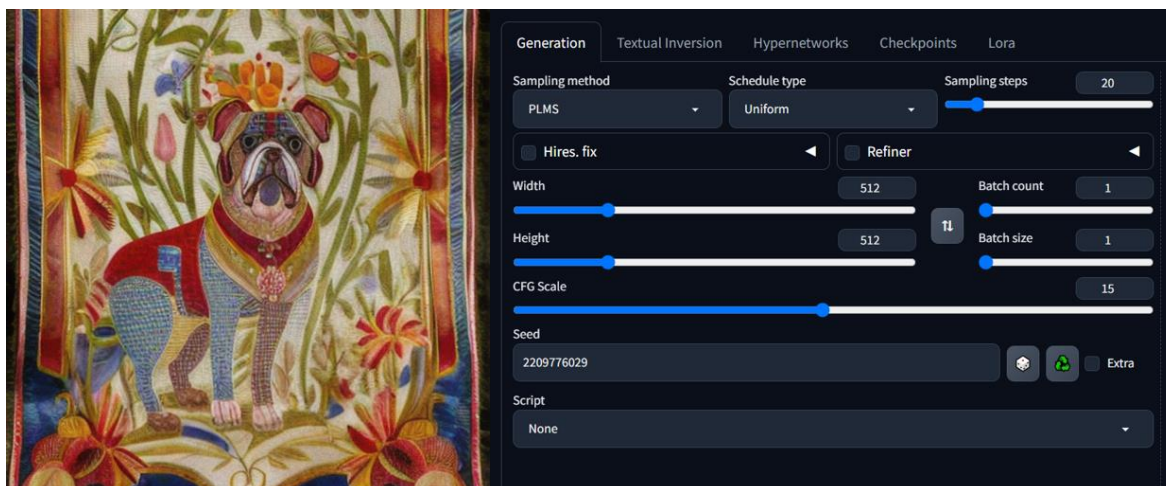 Generation Textual Inversion Hypernetworks Checkpoints Lora
Sampling method Schedule type Sampling steps 20
PLMS Uniform
Hires. fix Refiner
Width 512 Batch count 1
Height 512 Batch size 1
CFG Scale 15
Seed
2209776029 Extra
Script
None